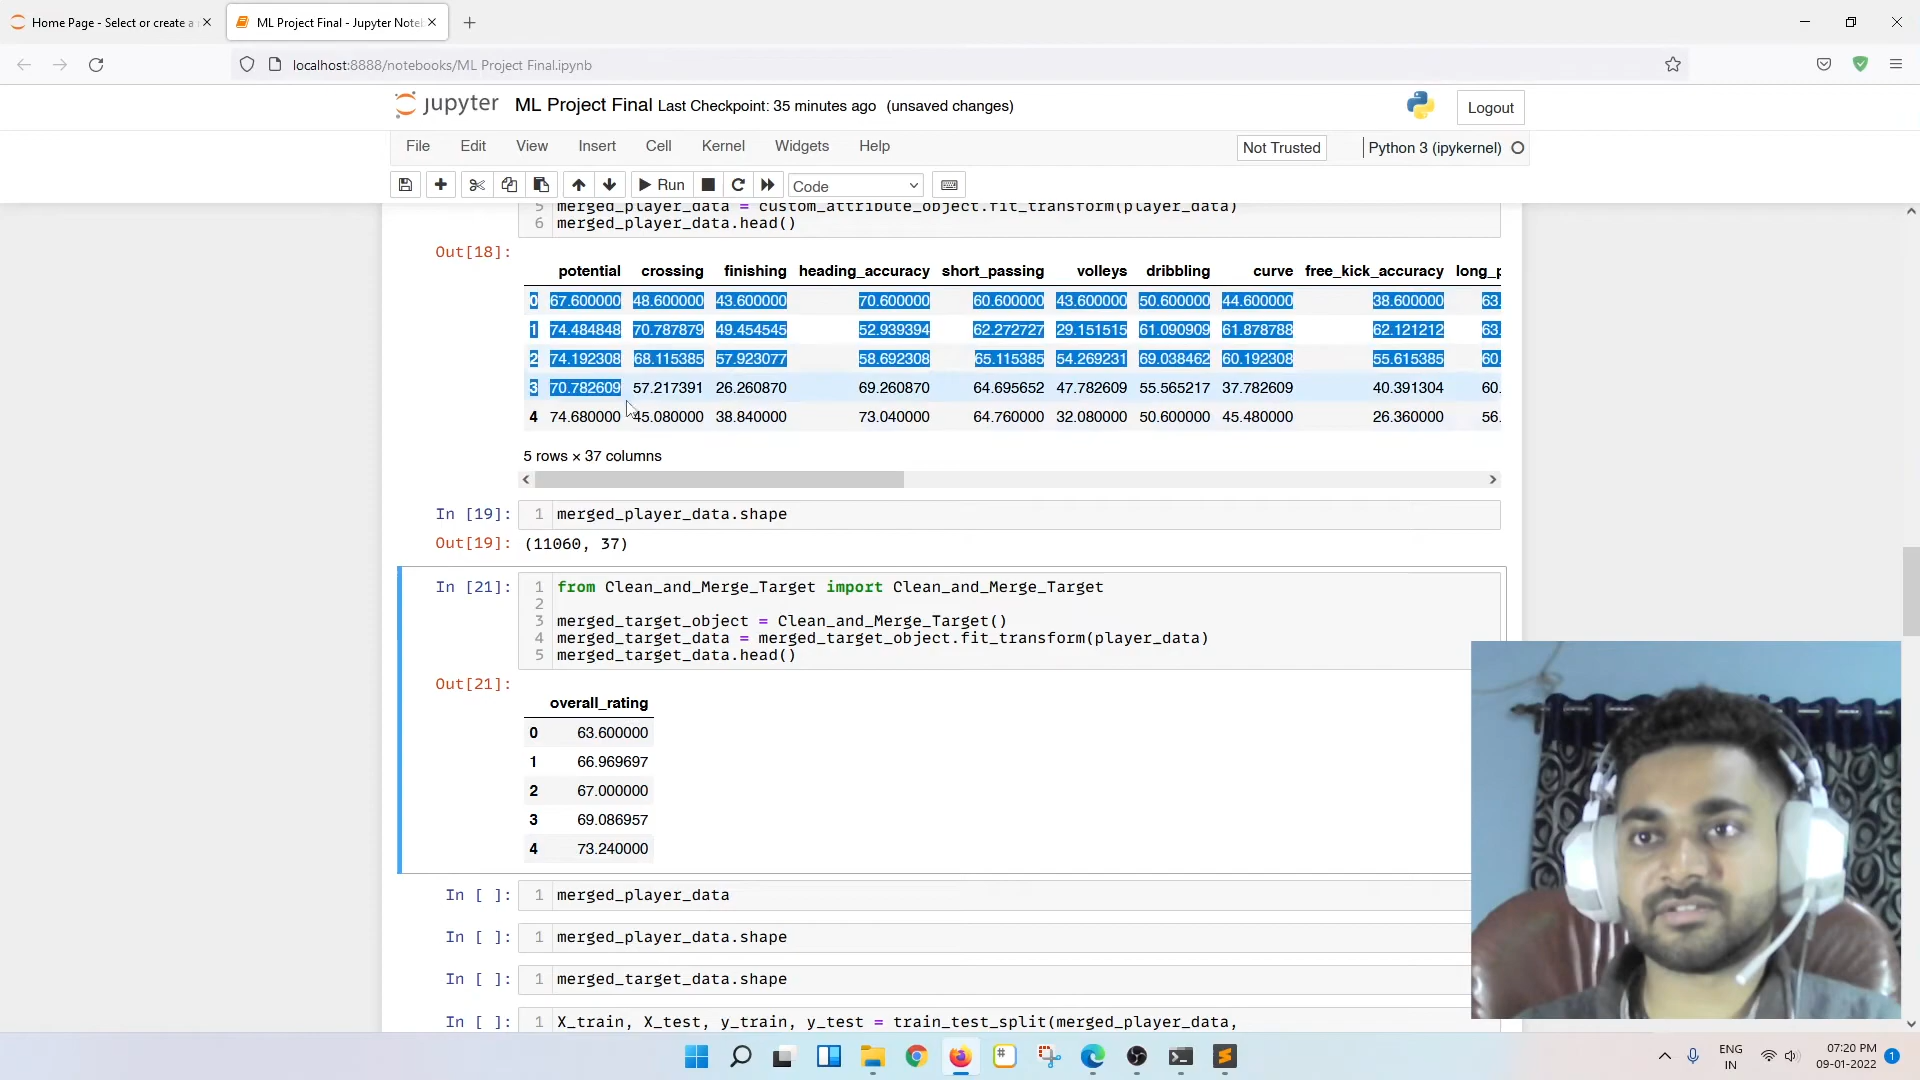 Home Page - Select or create a
ML Project Final - Jupyter Note
localhost:8888/notebooks/ML Project Final.ipynb
jupyter ML Project Final Last Checkpoint: 35 minutes ago (unsaved changes) Logout
File Edit View Insert Cell Kernel Widgets Help Not Trusted Python 3 (ipykernel)
Run Code
5 merged_player_data = custom_attribute_object.fit_transform(player_data)
6 merged_player_data.head()
Out[18]:
potential crossing finishing heading_accuracy short_passing volleys dribbling curve free_kick_accuracy long_p
0 67.600000 48.600000 43.600000 70.600000 60.600000 43.600000 50.600000 44.600000 38.600000 63.
1 74.484848 70.787879 49.454545 52.939394 62.272727 29.151515 61.090909 61.878788 62.121212 63.
2 74.192308 68.115385 57.923077 58.692308 65.115385 54.269231 69.038462 60.192308 55.615385 60.
3 70.782609 57.217391 26.260870 69.260870 64.695652 47.782609 55.565217 37.782609 40.391304 60.
4 74.680000 45.080000 38.840000 73.040000 64.760000 32.080000 50.600000 45.480000 26.360000 56.
5 rows × 37 columns
In [19]: 1 merged_player_data.shape
Out[19]: (11060, 37)
In [21]: 1 from Clean_and_Merge_Target import Clean_and_Merge_Target
2
3 merged_target_object = Clean_and_Merge_Target()
4 merged_target_data = merged_target_object.fit_transform(player_data)
5 merged_target_data.head()
Out[21]:
overall_rating
0 63.600000
1 66.969697
2 67.000000
3 69.086957
4 73.240000
In [ ]: 1 merged_player_data
In [ ]: 1 merged_player_data.shape
In [ ]: 1 merged_target_data.shape
In [ ]: 1 X_train, X_test, y_train, y_test = train_test_split(merged_player_data,
ENG
IN
07:20 PM
09-01-2022
1